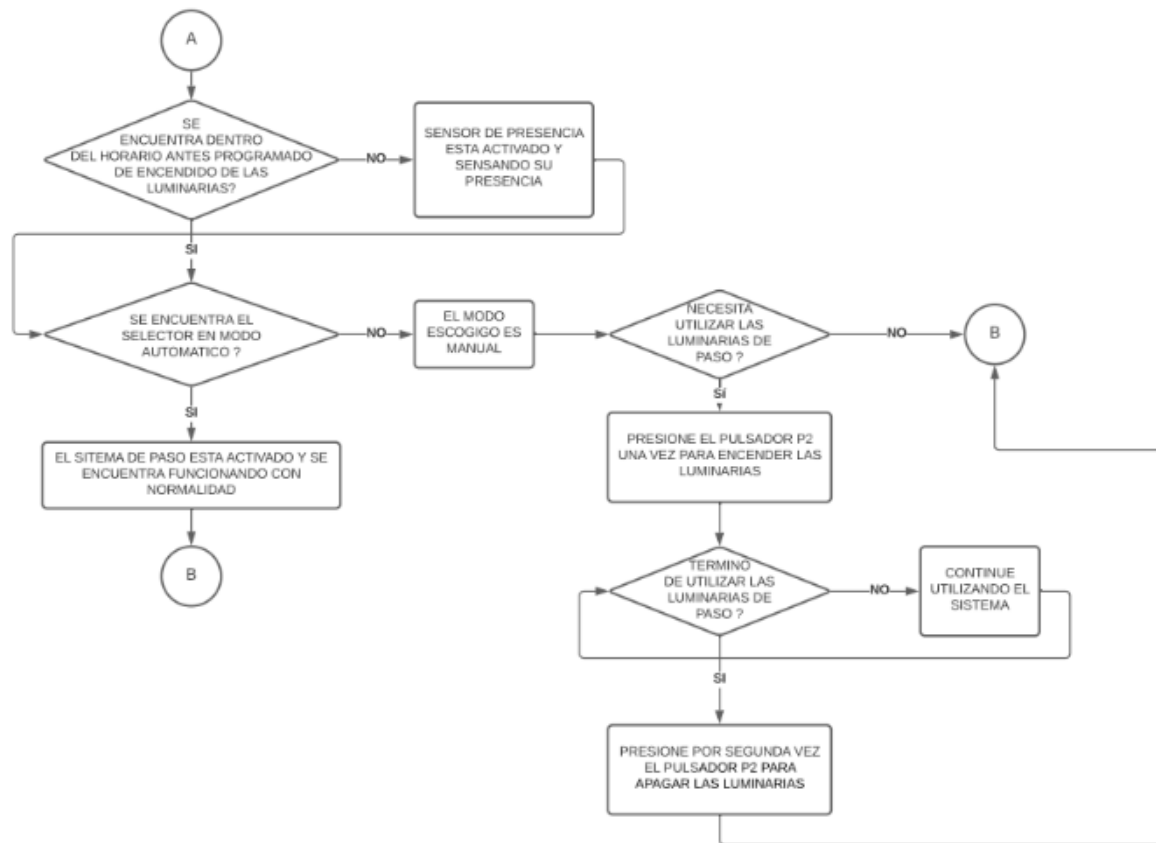 A
SE
ENCUENTRA DENTRO
DEL HORARIO ANTES PROGRAMADO
DE ENCENDIDO DE LAS
LUMINARIAS?
NO
SENSOR DE PRESENCIA
ESTA ACTIVADO Y
SENSANDO SU
PRESENCIA
SI
SE ENCUENTRA EL
SELECTOR EN MODO
AUTOMATICO ?
NO
EL MODO
ESCOGIGO ES
MANUAL
NECESITA
UTILIZAR LAS
LUMINARIAS DE
PASO ?
NO
B
SI
EL SITEMA DE PASO ESTA ACTIVADO Y SE
ENCUENTRA FUNCIONANDO CON
NORMALIDAD
B
Sí
PRESIONE EL PULSADOR P2
UNA VEZ PARA ENCENDER LAS
LUMINARIAS
TERMINO
DE UTILIZAR LAS
LUMINARIAS DE
PASO ?
NO
CONTINUE
UTILIZANDO EL
SISTEMA
SI
PRESIONE POR SEGUNDA VEZ
EL PULSADOR P2 PARA
APAGAR LAS LUMINARIAS